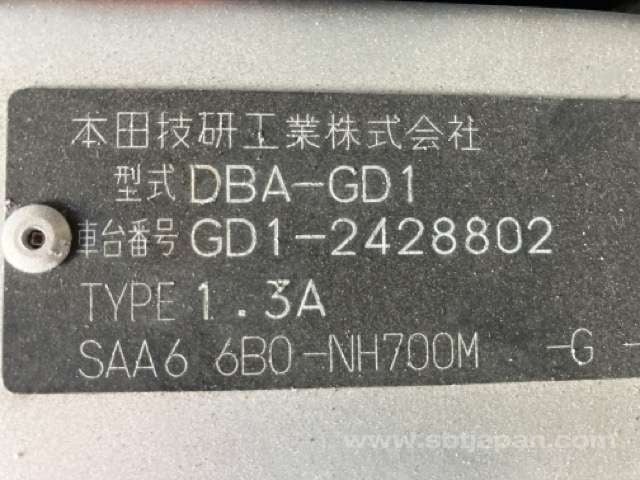 本田技研工業株式会社
型式 DBA-GD1
車台番号 GD1-2428802
TYPE 1.3A
SAA6 6B0-NH700M -G -
www.sbtjapan.com